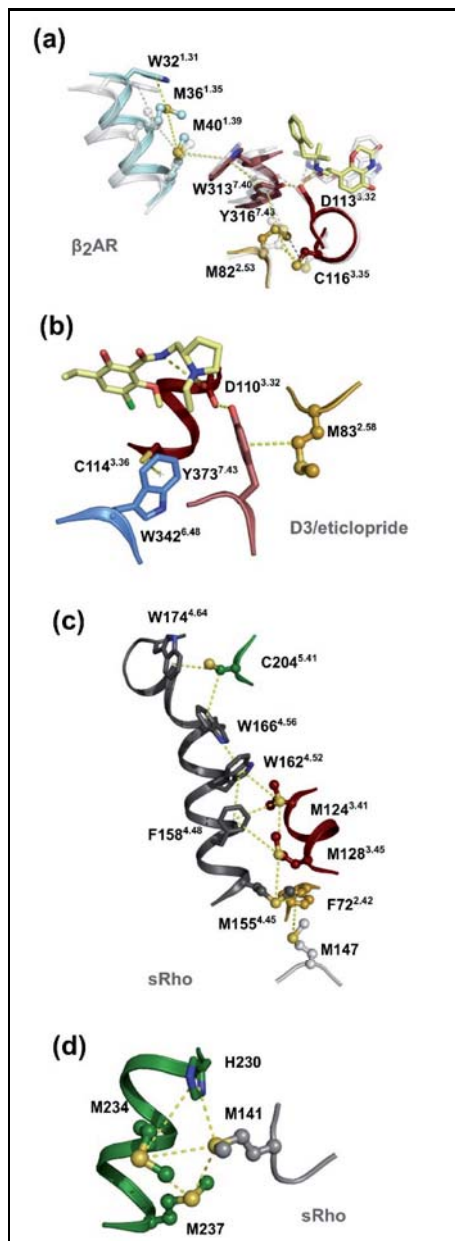 (a)
W32^1.31
M36^1.35
M40^1.39
W313^7.40
D113^3.32
Y316^7.43
β₂AR
M82^2.53
C116^3.35
(b)
D110^3.32
M83^2.58
C114^3.36
Y373^7.43
W342^6.48
D3/eticlopride
(c)
W174^4.64
C204^5.41
W166^4.56
W162^4.52
M124^3.41
F158^4.48
M128^3.45
M155^4.45
F72^2.42
M147
sRho
(d)
H230
M234
M141
sRho
M237